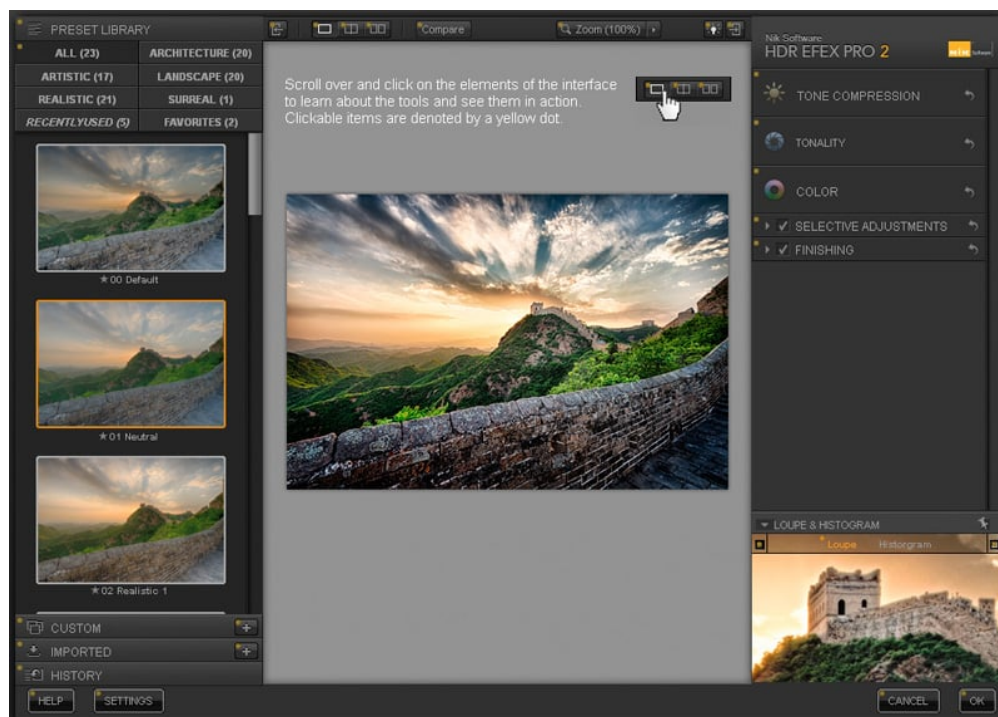 PRESET LIBRARY
ALL (23)
ARCHITECTURE (20)
ARTISTIC (17)
LANDSCAPE (20)
REALISTIC (21)
SURREAL (1)
RECENTLYUSED (5)
FAVORITES (2)
★00 Default
★01 Neutral
★02 Realistic 1
CUSTOM
IMPORTED
HISTORY
HELP
SETTINGS
Compare
Zoom (100%)
Scroll over and click on the elements of the interface
to learn about the tools and see them in action.
Clickable items are denoted by a yellow dot.
Nik Software
HDR EFEX PRO 2
TONE COMPRESSION
TONALITY
COLOR
SELECTIVE ADJUSTMENTS
FINISHING
LOUPE & HISTOGRAM
Loupe
Historgram
CANCEL
OK